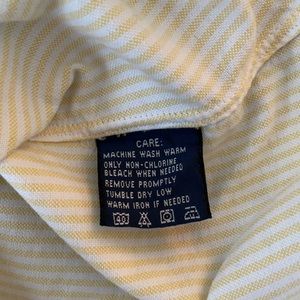 CARE:
MACHINE WASH WARM
ONLY NON-CHLORINE
BLEACH WHEN NEEDED
REMOVE PROMPTLY
TUMBLE DRY LOW
WARM IRON IF NEEDED